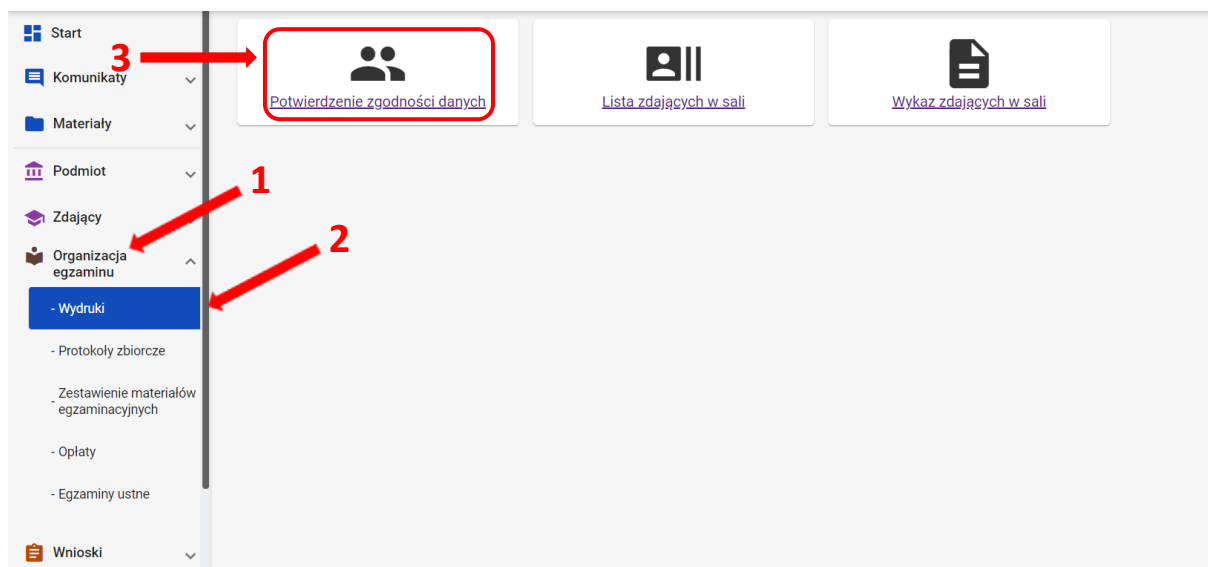 Start
Komunikaty
Materiały
Podmiot
Zdający
Organizacja
egzaminu
- Wydruki
- Protokoły zbiorcze
- Zestawienie materiałów
egzaminacyjnych
- Opłaty
- Egzaminy ustne
Wnioski
3
Potwierdzenie zgodności danych
Lista zdających w sali
Wykaz zdających w sali
1
2